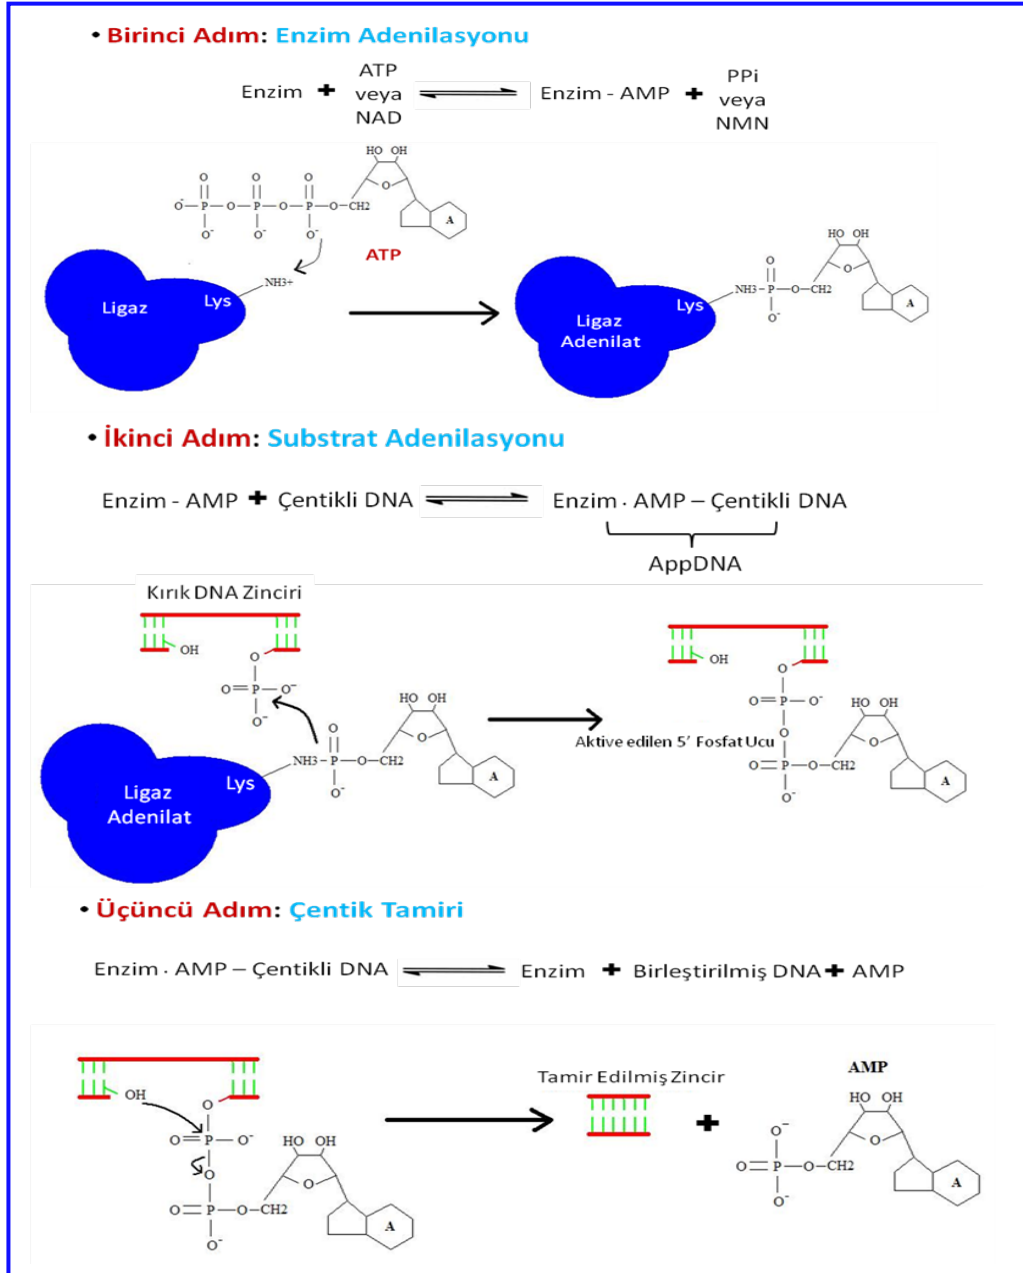 • Birinci Adım: Enzim Adenilasyonu
Enzim + ATP veya NAD ⇌ Enzim - AMP + PPi veya NMN
HO OH
O O O
O⁻ P O P O P O CH2 O A
O⁻ O⁻ O⁻
ATP
Ligaz Lys NH3+
HO OH
O
Lys NH3 P O CH2 O A
O⁻
Ligaz
Adenilat
• İkinci Adım: Substrat Adenilasyonu
Enzim - AMP + Çentikli DNA ⇌ Enzim . AMP – Çentikli DNA
AppDNA
Kırık DNA Zinciri
OH
O
O=P–O⁻
O⁻
HO OH
O
Lys NH3 P O CH2 O A
O⁻
Ligaz
Adenilat
OH
O
O=P–O⁻
O
Aktive edilen 5' Fosfat Ucu
HO OH
O=P–O–CH2 O A
O⁻
• Üçüncü Adım: Çentik Tamiri
Enzim . AMP – Çentikli DNA ⇌ Enzim + Birleştirilmiş DNA + AMP
OH
O
O=P–O⁻
O
HO OH
O=P–O–CH2 O A
O⁻
Tamir Edilmiş Zincir
+
AMP
HO OH
O⁻
O=P–O–CH2 O A
O⁻